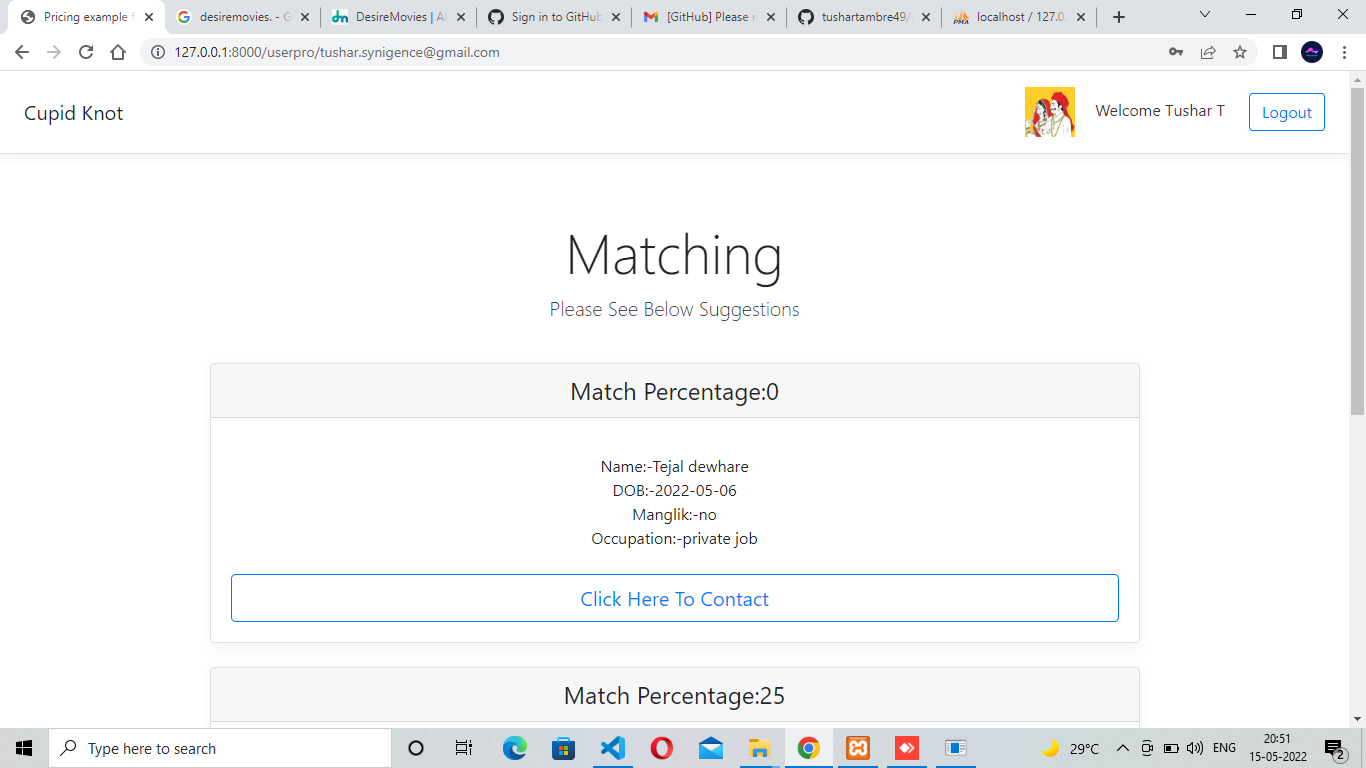 Pricing example f
desiremovies. - G
DesireMovies | Al
Sign in to GitHub
[GitHub] Please r
tushartambre49/
localhost / 127.0.
127.0.0.1:8000/userpro/tushar.synigence@gmail.com
Cupid Knot
Welcome Tushar T
Logout
Matching
Please See Below Suggestions
Match Percentage:0
Name:-Tejal dewhare
DOB:-2022-05-06
Manglik:-no
Occupation:-private job
Click Here To Contact
Match Percentage:25
Type here to search
29°C
ENG
20:51
15-05-2022
2